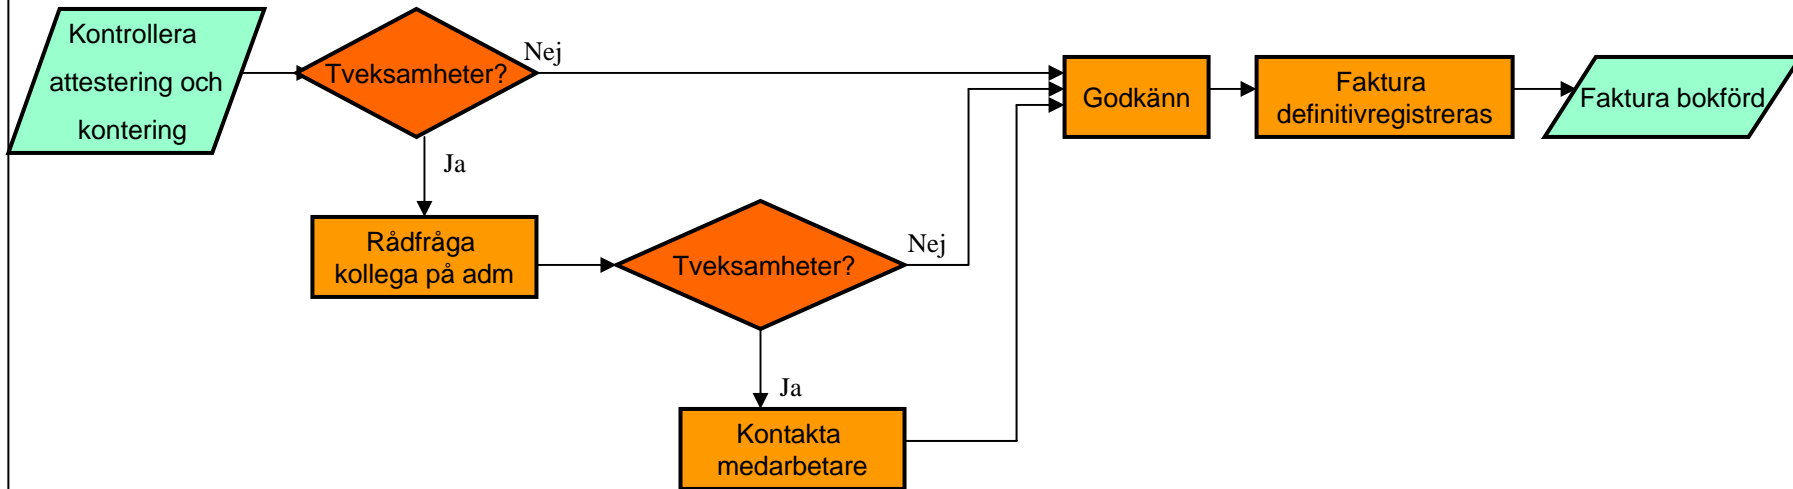 Kontrollera
attestering och
kontering
Tveksamheter?
Nej
Godkänn
Faktura
definitivregistreras
Faktura bokförd
Ja
Rådfråga
kollega på adm
Tveksamheter?
Nej
Ja
Kontakta
medarbetare